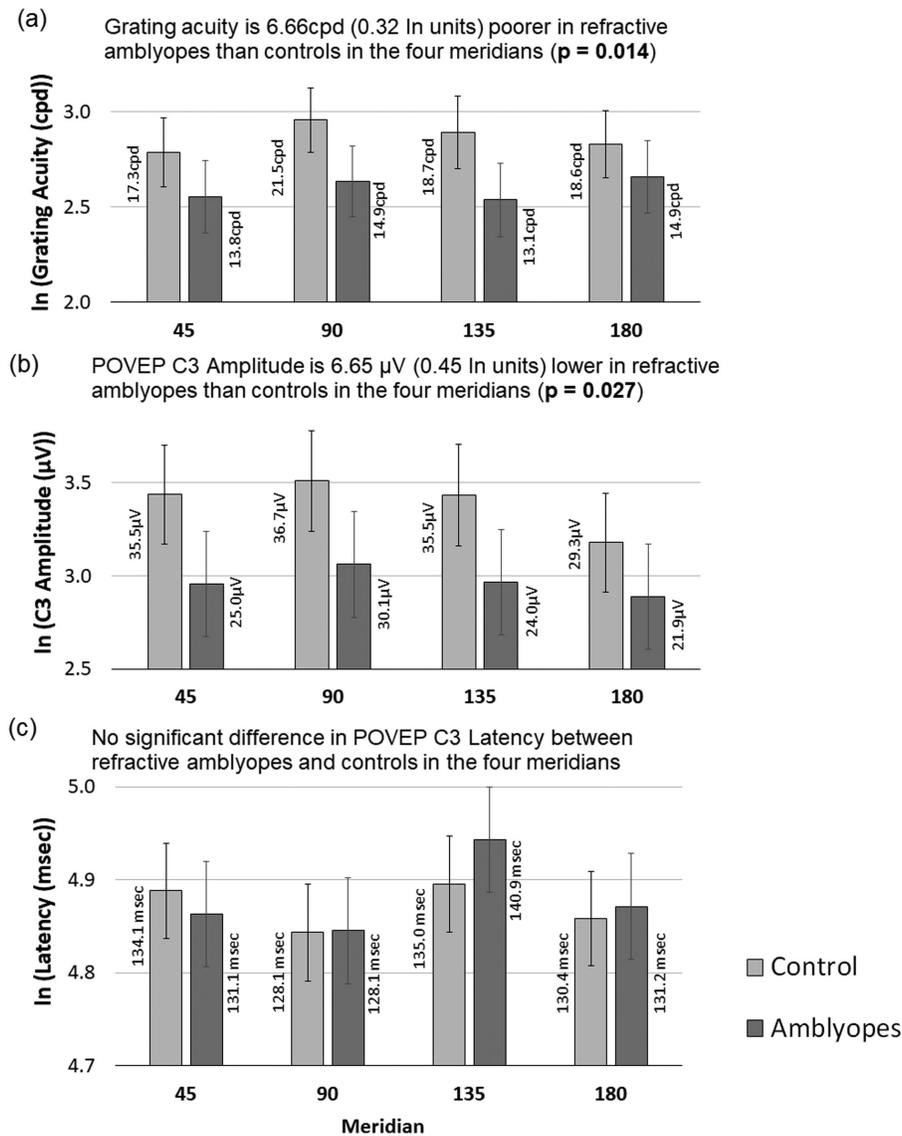 (a)
Grating acuity is 6.66cpd (0.32 ln units) poorer in refractive
amblyopes than controls in the four meridians (p = 0.014)
ln (Grating Acuity (cpd))
3.0
2.5
2.0
17.3cpd
13.8cpd
21.5cpd
14.9cpd
18.7cpd
13.1cpd
18.6cpd
14.9cpd
45
90
135
180
(b)
POVEP C3 Amplitude is 6.65 µV (0.45 ln units) lower in refractive
amblyopes than controls in the four meridians (p = 0.027)
ln (C3 Amplitude (µV))
3.5
3.0
2.5
35.5µV
25.0µV
36.7µV
30.1µV
35.5µV
24.0µV
29.3µV
21.9µV
45
90
135
180
(c)
No significant difference in POVEP C3 Latency between
refractive amblyopes and controls in the four meridians
ln (Latency (msec))
5.0
4.9
4.8
4.7
134.1 msec
131.1 msec
128.1 msec
128.1 msec
135.0 msec
140.9 msec
130.4 msec
131.2 msec
45
90
135
180
Meridian
Control
Amblyopes